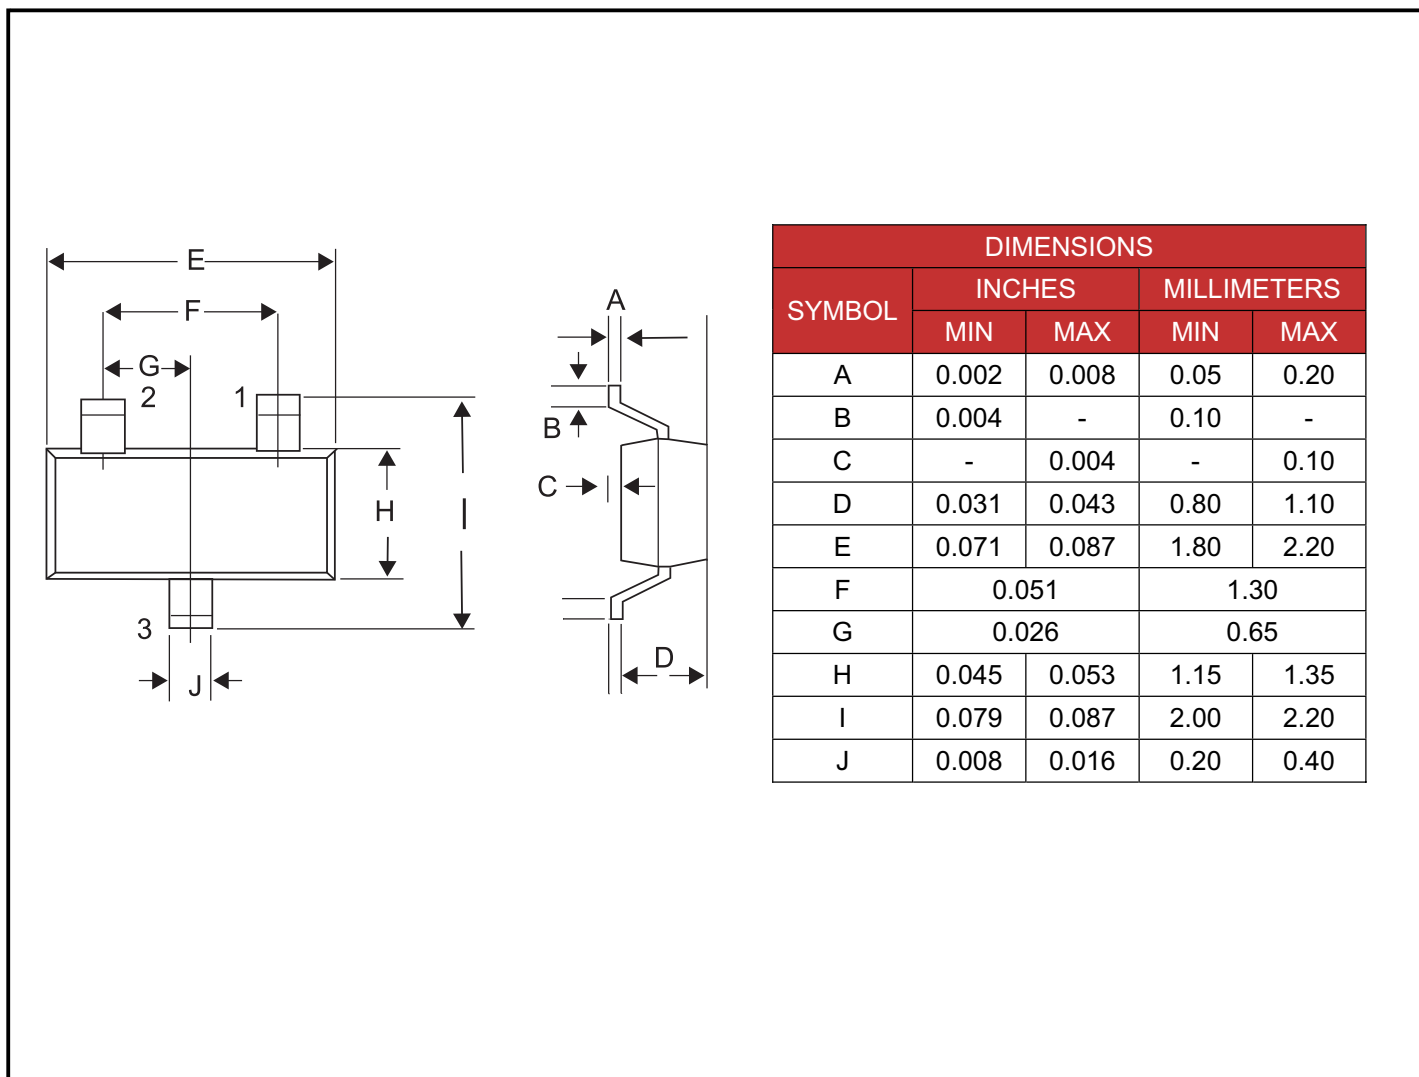 E
F
G
2
1
H
I
3
J
A
B
C
D
DIMENSIONS
SYMBOL INCHES MILLIMETERS
MIN MAX MIN MAX
A 0.002 0.008 0.05 0.20
B 0.004 - 0.10 -
C - 0.004 - 0.10
D 0.031 0.043 0.80 1.10
E 0.071 0.087 1.80 2.20
F 0.051 1.30
G 0.026 0.65
H 0.045 0.053 1.15 1.35
I 0.079 0.087 2.00 2.20
J 0.008 0.016 0.20 0.40